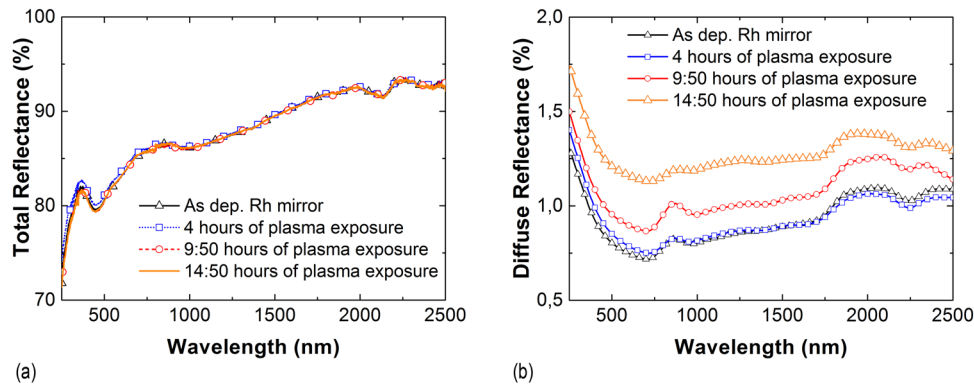 100
90
80
70
Total Reflectance (%)
As dep. Rh mirror
4 hours of plasma exposure
9:50 hours of plasma exposure
14:50 hours of plasma exposure
500 1000 1500 2000 2500
Wavelength (nm)
(a)
2,0
1,5
1,0
0,5
Diffuse Reflectance (%)
As dep. Rh mirror
4 hours of plasma exposure
9:50 hours of plasma exposure
14:50 hours of plasma exposure
500 1000 1500 2000 2500
Wavelength (nm)
(b)